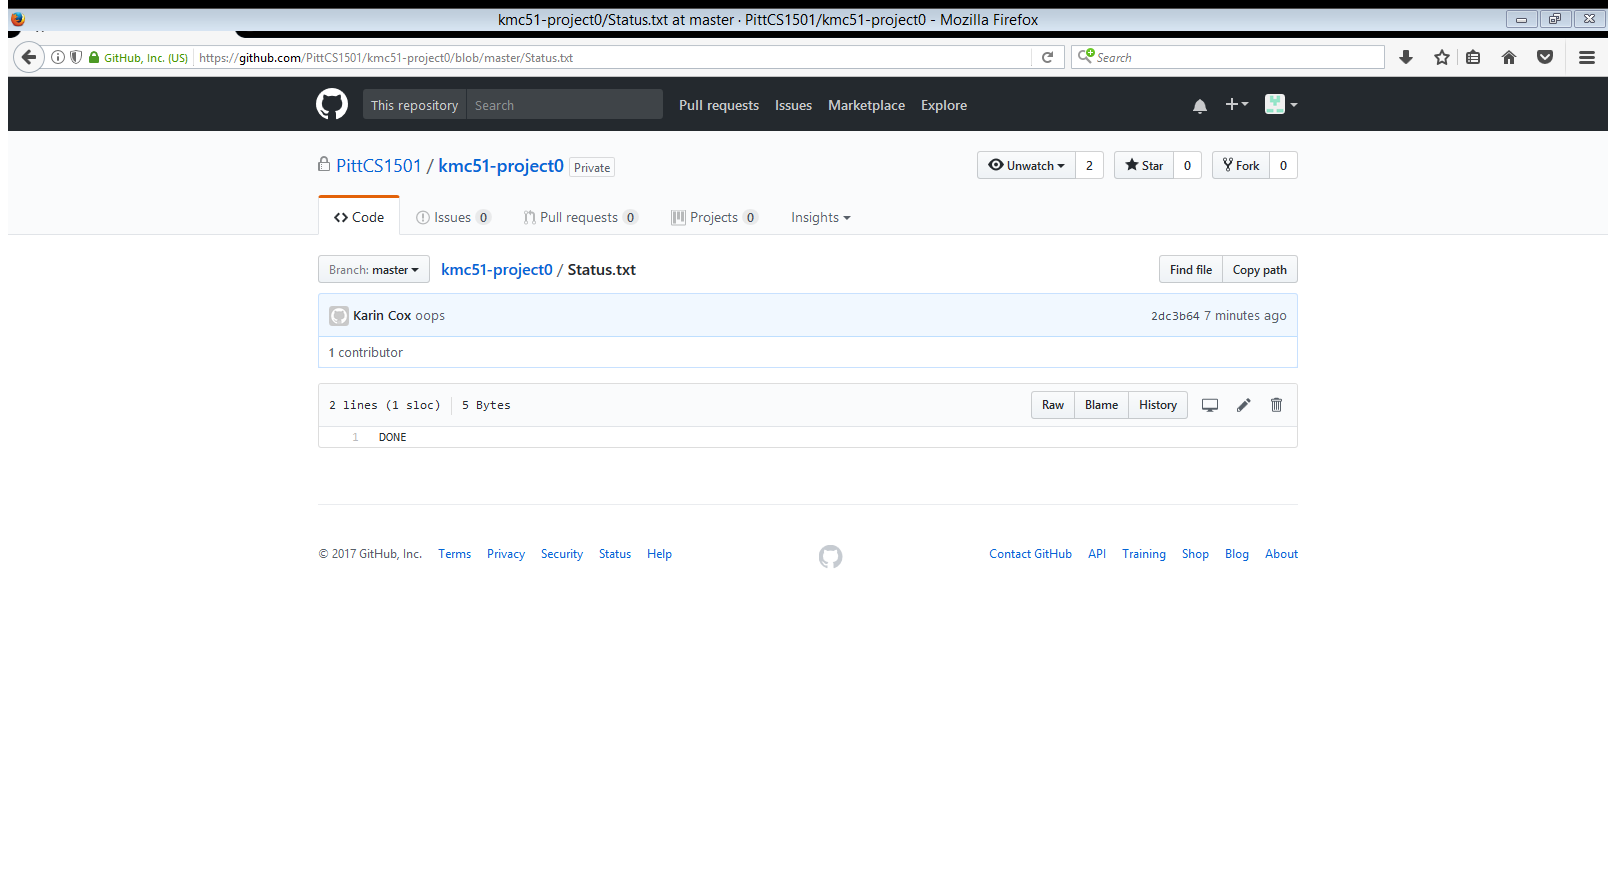 kmc51-project0/Status.txt at master · PittCS1501/kmc51-project0 - Mozilla Firefox
GitHub, Inc. (US) https://github.com/PittCS1501/kmc51-project0/blob/master/Status.txt Search
This repository Search Pull requests Issues Marketplace Explore
PittCS1501 / kmc51-project0 Private Unwatch 2 Star 0 Fork 0
Code Issues 0 Pull requests 0 Projects 0 Insights
Branch: master kmc51-project0 / Status.txt Find file Copy path
Karin Cox oops 2dc3b64 7 minutes ago
1 contributor
2 lines (1 sloc) 5 Bytes Raw Blame History
1 DONE
© 2017 GitHub, Inc. Terms Privacy Security Status Help Contact GitHub API Training Shop Blog About